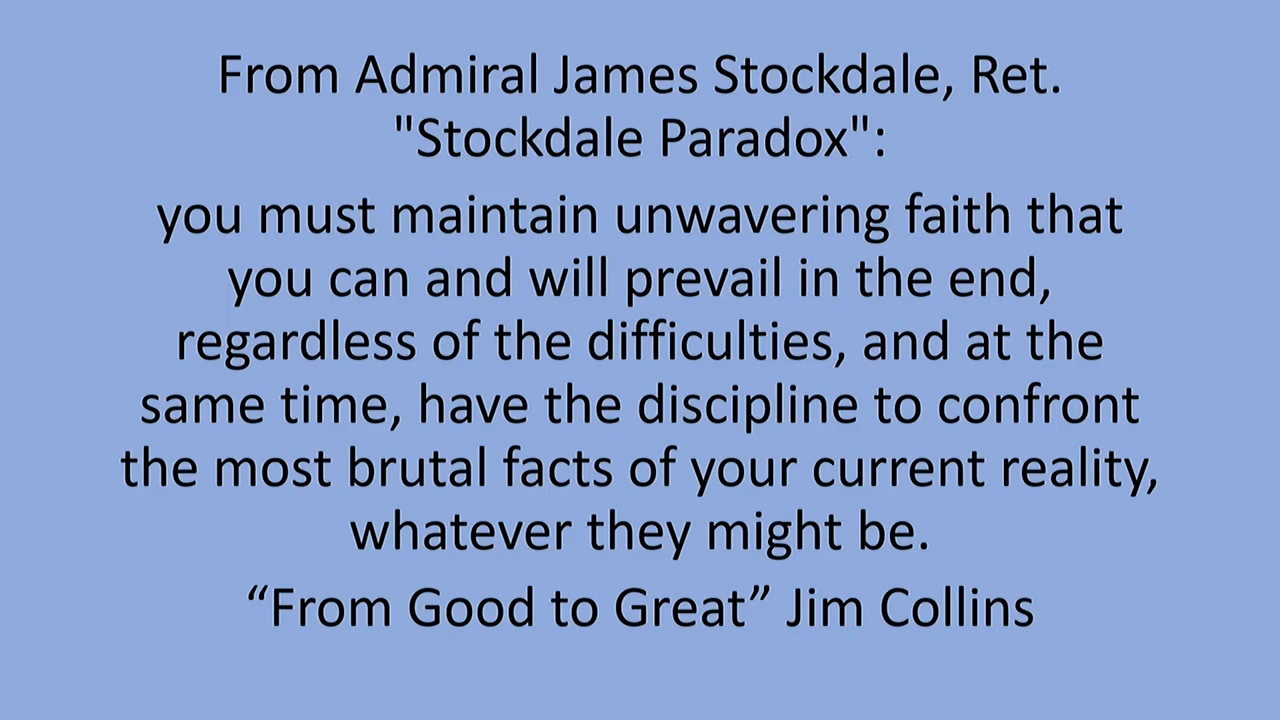 From Admiral James Stockdale, Ret.
"Stockdale Paradox":
you must maintain unwavering faith that
you can and will prevail in the end,
regardless of the difficulties, and at the
same time, have the discipline to confront
the most brutal facts of your current reality,
whatever they might be.
“From Good to Great” Jim Collins